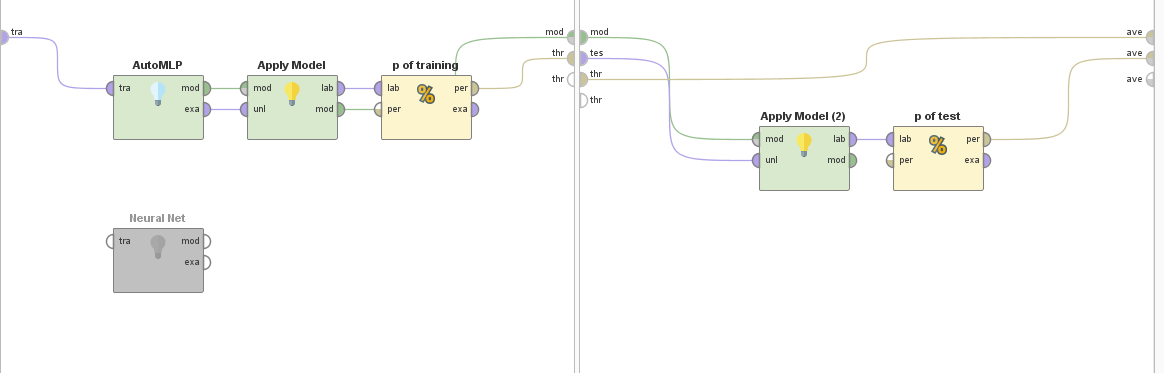 tra
mod
thr
thr
AutoML​P
tra
mod
exa
Apply Model
mod
lab
unl
mod
p of training
lab
per
per
exa
Neural Net
tra
mod
exa
mod
tes
thr
thr
ave
ave
ave
Apply Model (2)
mod
lab
unl
mod
p of test
lab
per
per
exa